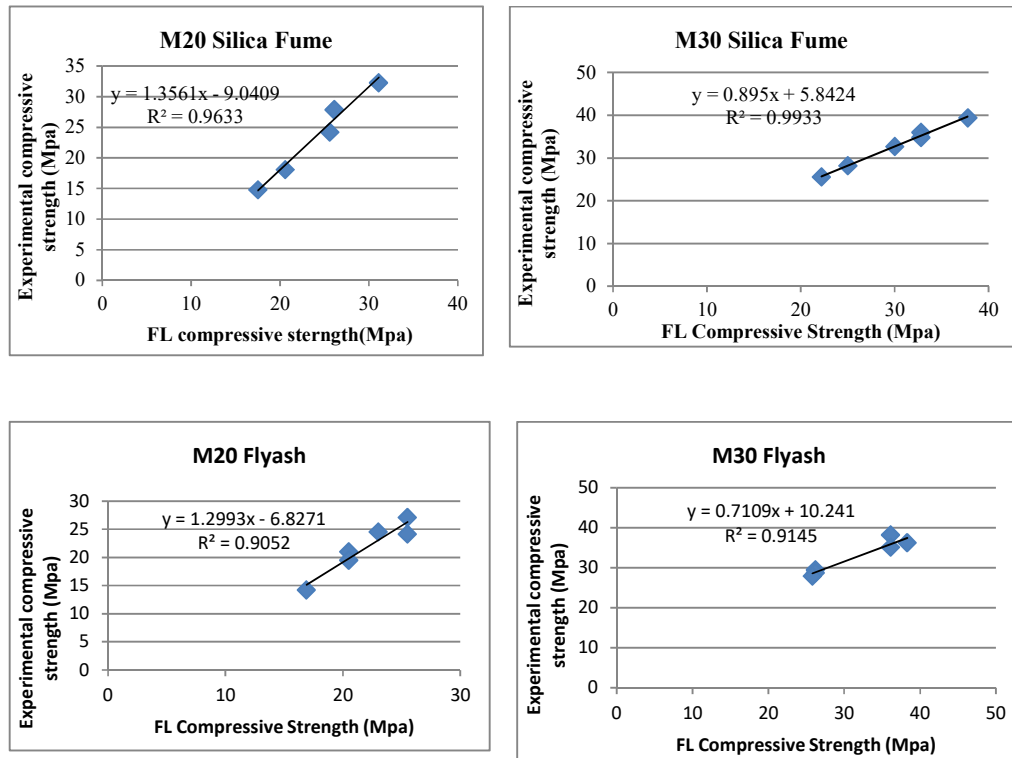 M20 Silica Fume
y = 1.3561x - 9.0409
R² = 0.9633
Experimental compressive
strength (Mpa)
35
30
25
20
15
10
5
0
0 10 20 30 40
FL compressive sterngth(Mpa)
M30 Silica Fume
y = 0.895x + 5.8424
R² = 0.9933
Experimental compressive
strength (Mpa)
50
40
30
20
10
0
0 10 20 30 40
FL Compressive Strength (Mpa)
M20 Flyash
y = 1.2993x - 6.8271
R² = 0.9052
Experimental compressive
strength (Mpa)
30
25
20
15
10
5
0
0 10 20 30
FL Compressive Strength (Mpa)
M30 Flyash
y = 0.7109x + 10.241
R² = 0.9145
Experimental compressive
strength (Mpa)
50
40
30
20
10
0
0 10 20 30 40 50
FL Compressive Strength (Mpa)